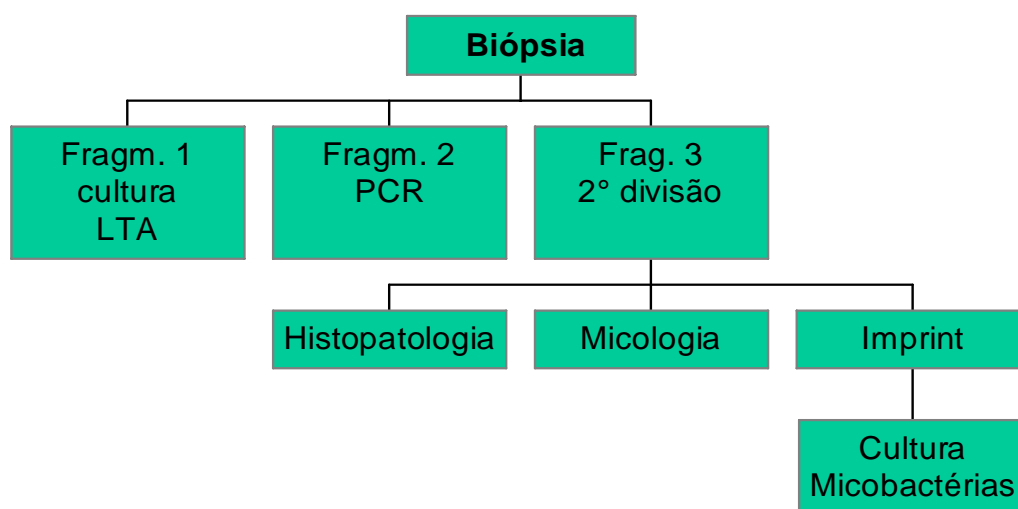 Biópsia
Fragm. 1
cultura
LTA
Fragm. 2
PCR
Frag. 3
2° divisão
Histopatologia
Micologia
Imprint
Cultura
Micobactérias